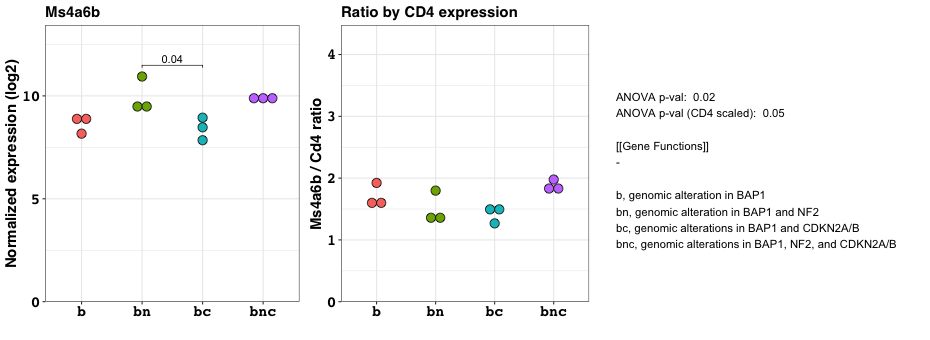 Ms4a6b
Normalized expression (log2)
10
5
0
0.04
b bn bc bnc
Ratio by CD4 expression
Ms4a6b / Cd4 ratio
4
3
2
1
0
b bn bc bnc
ANOVA p-val:  0.02
ANOVA p-val (CD4 scaled):  0.05
[[Gene Functions]]
-
b, genomic alteration in BAP1
bn, genomic alteration in BAP1 and NF2
bc, genomic alterations in BAP1 and CDKN2A/B
bnc, genomic alterations in BAP1, NF2, and CDKN2A/B